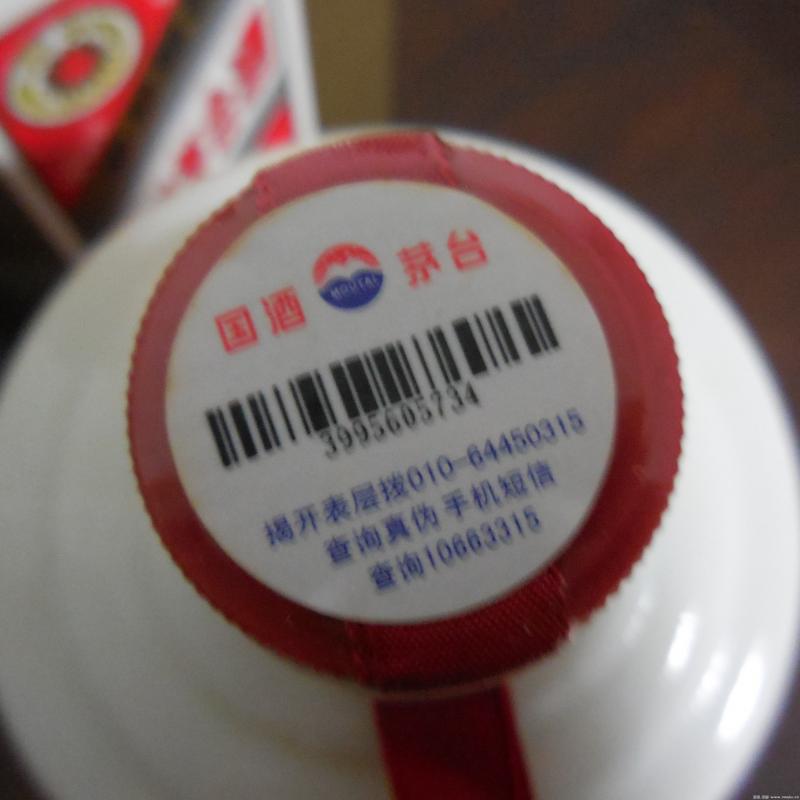 国酒 MOUTAI 茅台
3995605734
揭开表层拨010-64450315
查询真伪 手机短信
查询10663315